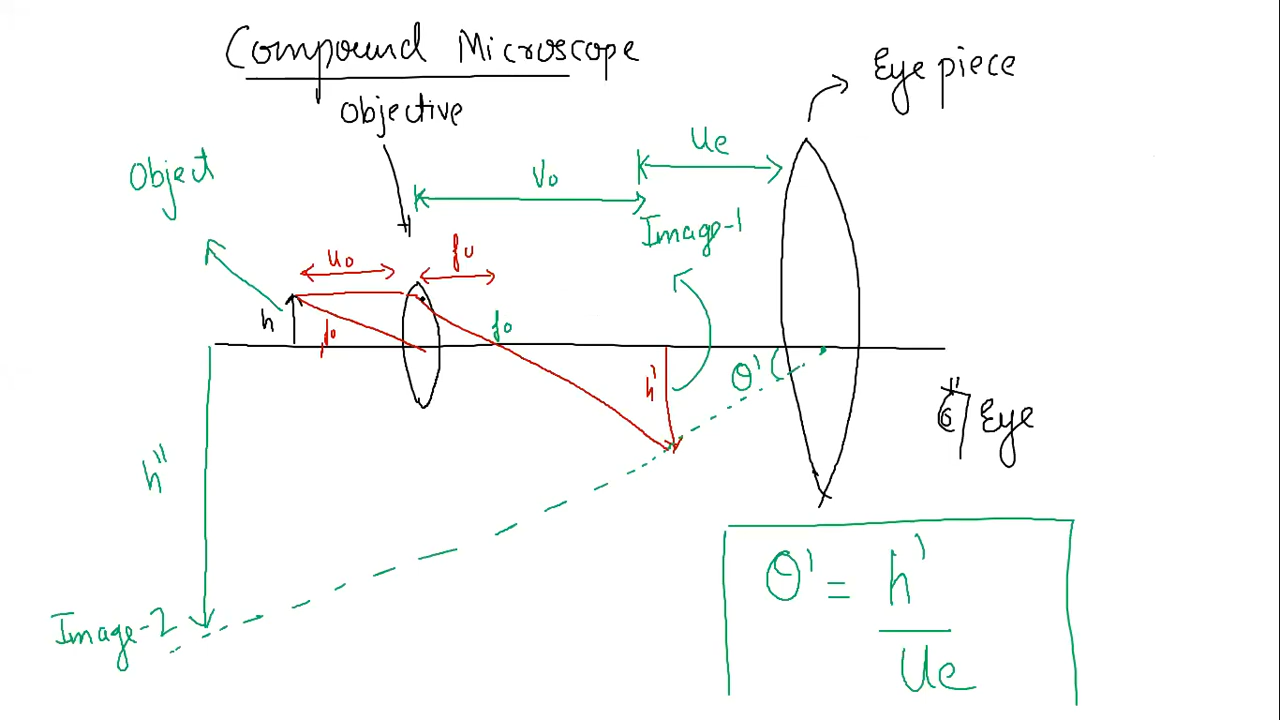 Compound Microscope
Objective
Eye piece
Object
Vo
Ue
Image-1
uo
fo
h
fo
fo
h'
θ'
Eye
h''
Image-2
θ' = h'
Ue